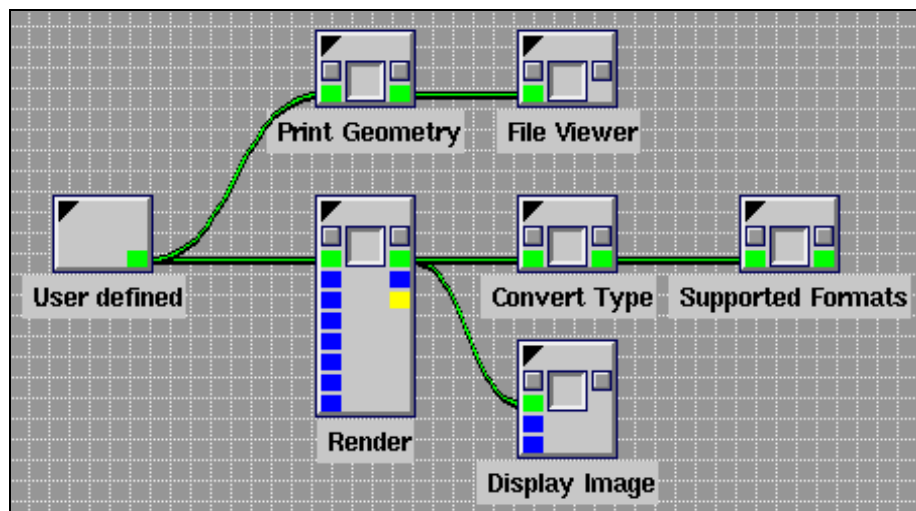 Print Geometry
File Viewer
User defined
Convert Type
Supported Formats
Render
Display Image